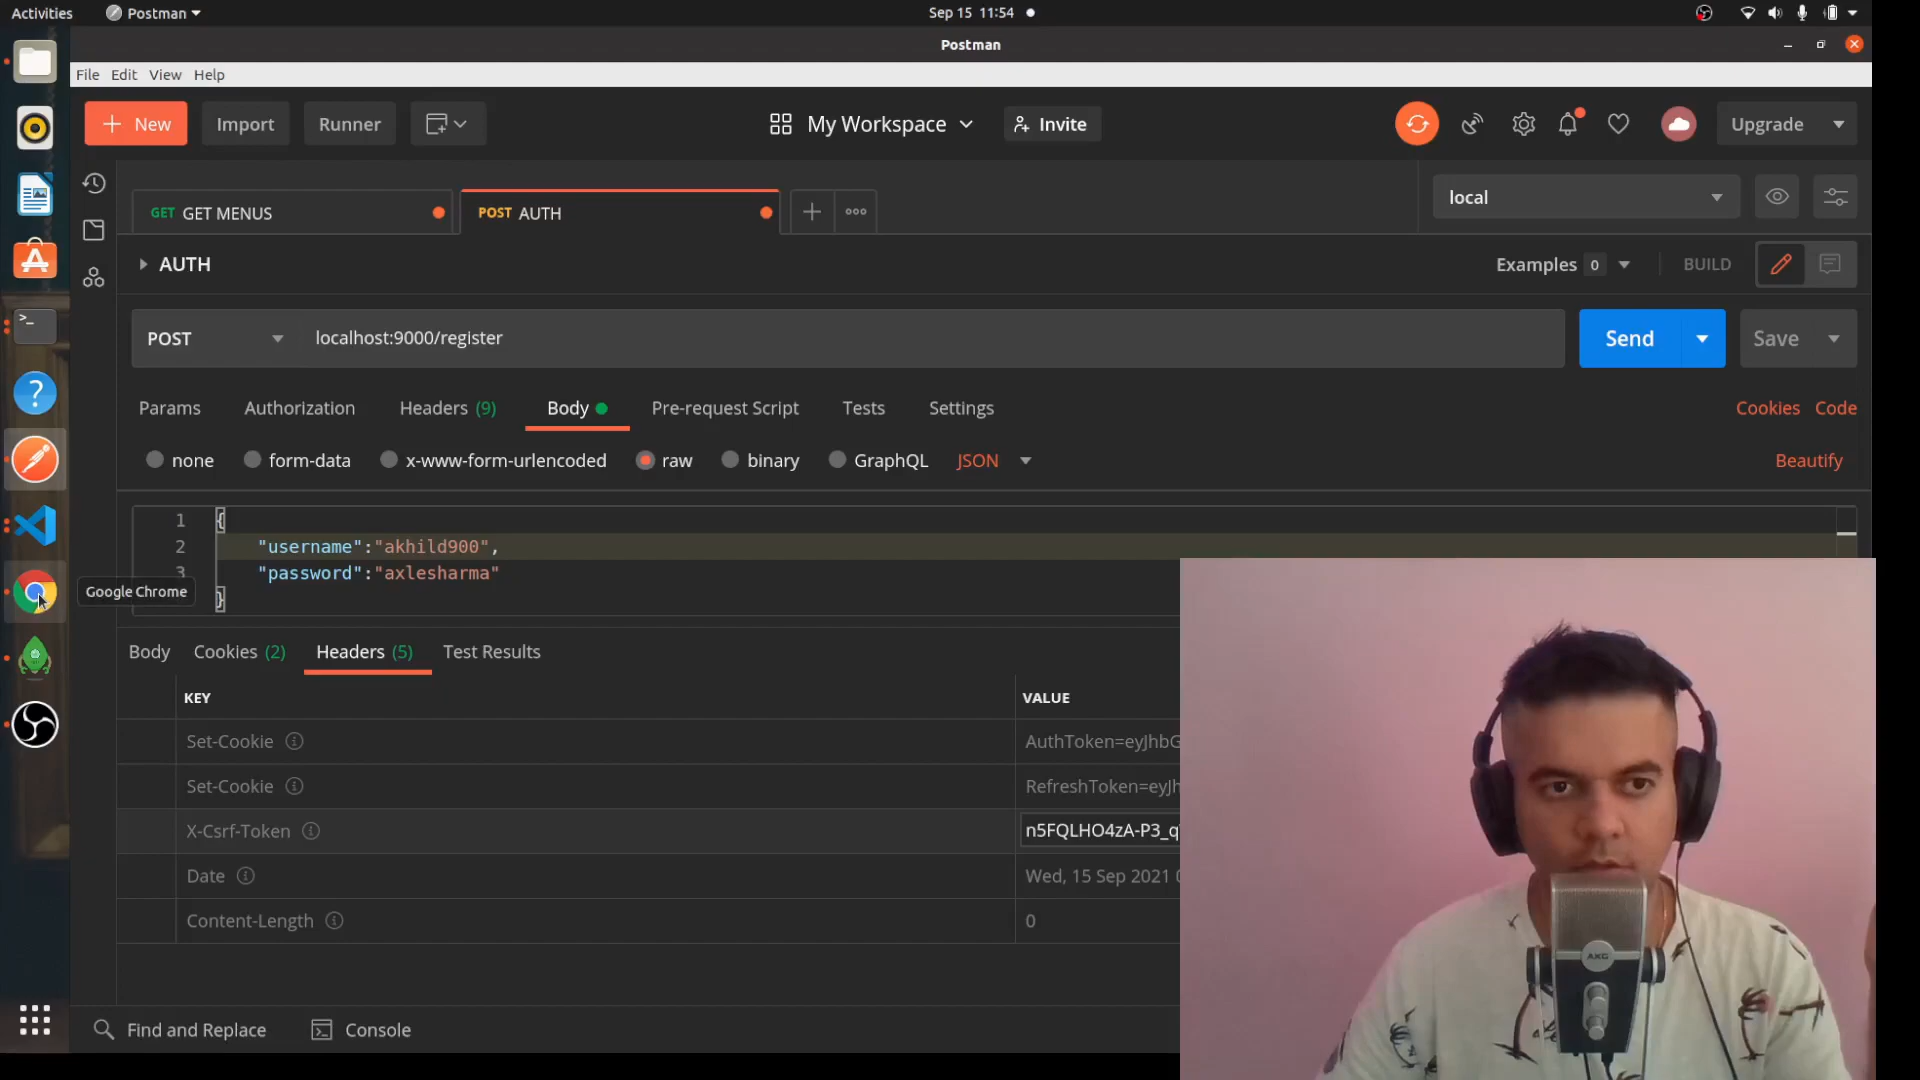 Activities
Postman
Sep 15 11:54
Postman
File Edit View Help
New
Import
Runner
My Workspace
Invite
Upgrade
GET GET MENUS
POST AUTH
local
AUTH
Examples 0
BUILD
POST
localhost:9000/register
Send
Save
Params
Authorization
Headers (9)
Body
Pre-request Script
Tests
Settings
Cookies
Code
none
form-data
x-www-form-urlencoded
raw
binary
GraphQL
JSON
Beautify
1 {
2 "username":"akhild900",
3 "password":"axlesharma"
}
Google Chrome
Body
Cookies (2)
Headers (5)
Test Results
KEY
VALUE
Set-Cookie
AuthToken=eyJhbG
Set-Cookie
RefreshToken=eyJh
X-Csrf-Token
n5FQLHO4zA-P3_q
Date
Wed, 15 Sep 2021
Content-Length
0
Find and Replace
Console
AKG